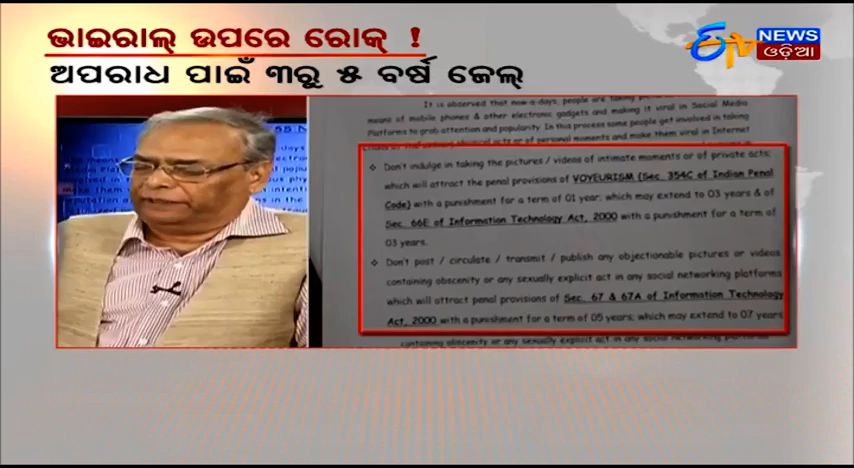 ଭାଇରାଲ୍ ଉପରେ ରୋକ୍ !
ଅପରାଧ ପାଇଁ ୩ରୁ ୫ ବର୍ଷ ଜେଲ୍
ETV NEWS
ଓଡ଼ିଆ
It is observed that now-a-days, people are taking
means of mobile phones & other electronic gadgets and making it viral in Social Media
Platforms to grab attention and popularity. In this process some people get involved in taking
physical acts or of personal moments and make them viral in Internet
❖ Don't indulge in taking the pictures / videos of intimate moments or of private acts;
which will attract the penal provisions of VOYEURISM (Sec. 354C of Indian Penal
Code) with a punishment for a term of 01 year; which may extend to 03 years & of
Sec. 66E of Information Technology Act, 2000 with a punishment for a term of
03 years.
❖ Don't post / circulate / transmit / publish any objectionable pictures or videos
containing obscenity or any sexually explicit act in any social networking platforms
which will attract penal provisions of Sec. 67 & 67A of Information Technology
Act, 2000 with a punishment for a term of 05 years; which may extend to 07 years
containing obscenity or any sexually explicit act in any social networking